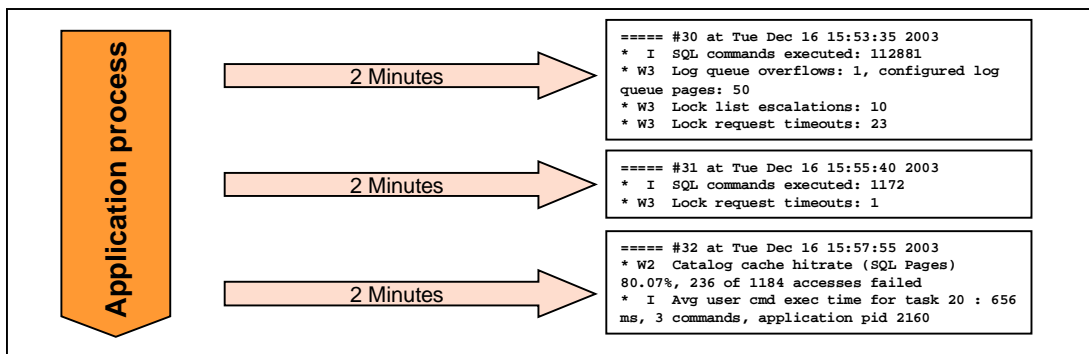 Application process
2 Minutes
===== #30 at Tue Dec 16 15:53:35 2003
* I SQL commands executed: 112881
* W3 Log queue overflows: 1, configured log
queue pages: 50
* W3 Lock list escalations: 10
* W3 Lock request timeouts: 23
2 Minutes
===== #31 at Tue Dec 16 15:55:40 2003
* I SQL commands executed: 1172
* W3 Lock request timeouts: 1
2 Minutes
===== #32 at Tue Dec 16 15:57:55 2003
* W2 Catalog cache hitrate (SQL Pages)
80.07%, 236 of 1184 accesses failed
* I Avg user cmd exec time for task 20 : 656
ms, 3 commands, application pid 2160